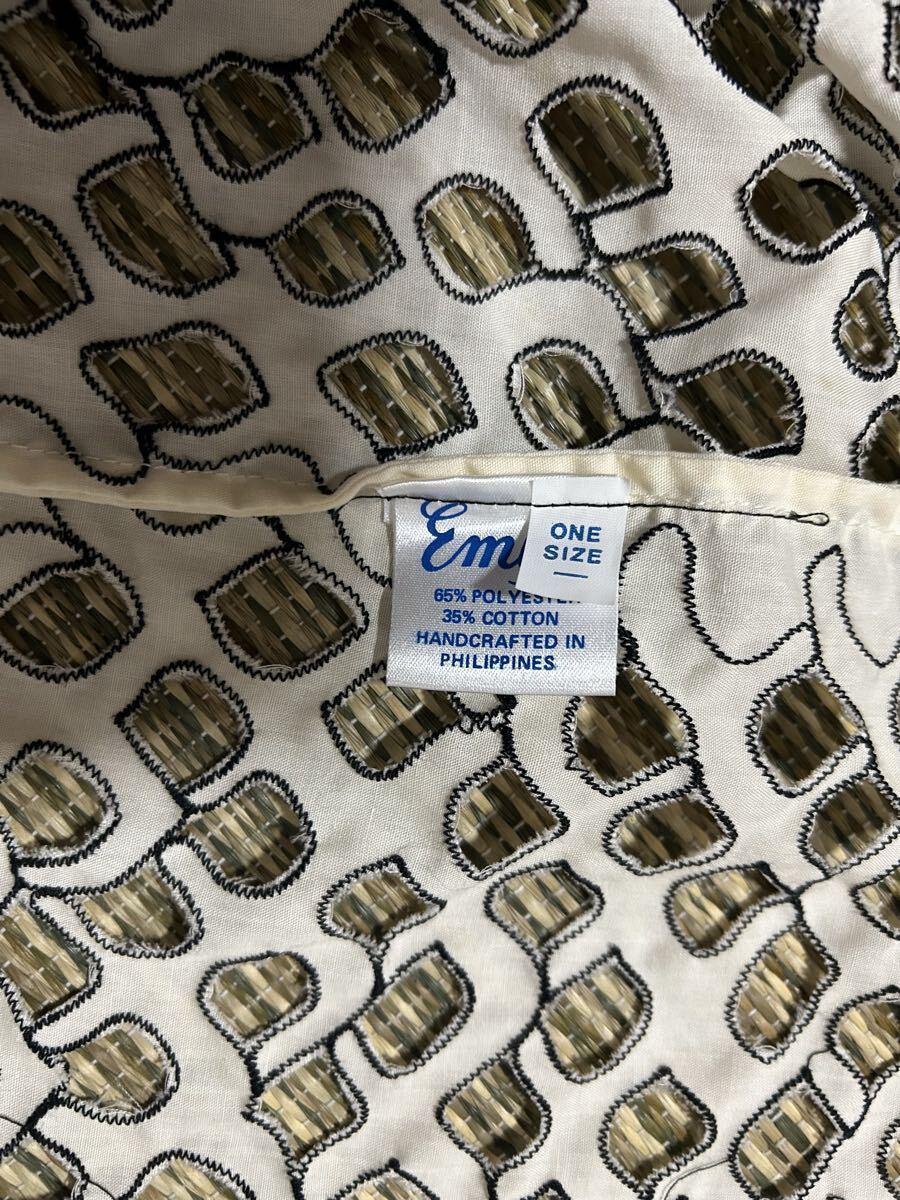 ONE
SIZE
65% POLYESTER
35% COTTON
HANDCRAFTED IN
PHILIPPINES